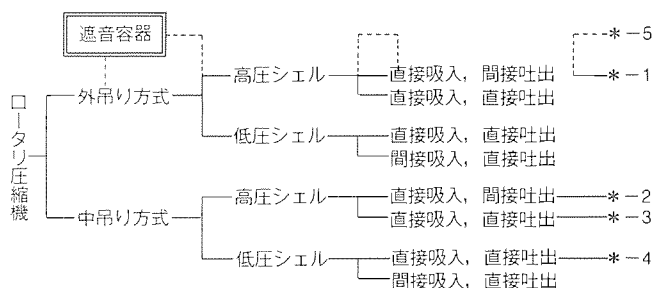 遮音容器
＊－5
高圧シェル 直接吸入，間接吐出 ＊－1
外吊り方式 直接吸入，直接吐出
低圧シェル 直接吸入，直接吐出
間接吸入，直接吐出
ロータリ圧縮機
高圧シェル 直接吸入，間接吐出 ＊－2
中吊り方式 直接吸入，直接吐出 ＊－3
低圧シェル 直接吸入，直接吐出 ＊－4
間接吸入，直接吐出